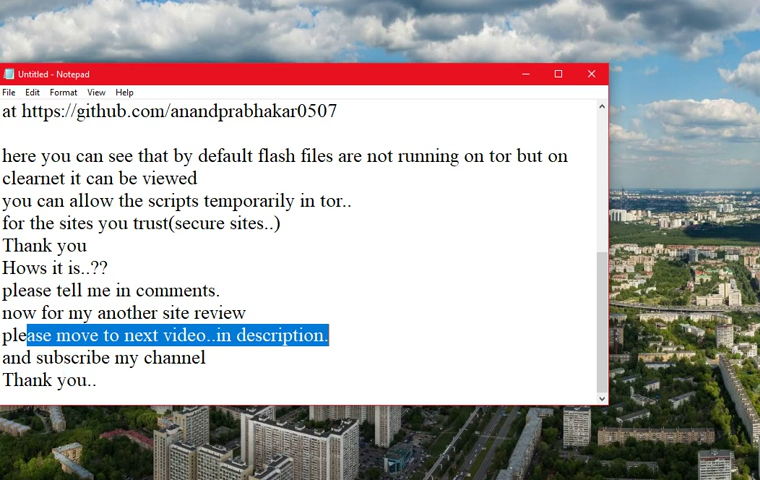 Untitled - Notepad
File Edit Format View Help
at https://github.com/anandprabhakar0507
here you can see that by default flash files are not running on tor but on
clearnet it can be viewed
you can allow the scripts temporarily in tor..
for the sites you trust(secure sites..)
Thank you
Hows it is..??
please tell me in comments.
now for my another site review
please move to next video..in description.
and subscribe my channel
Thank you..